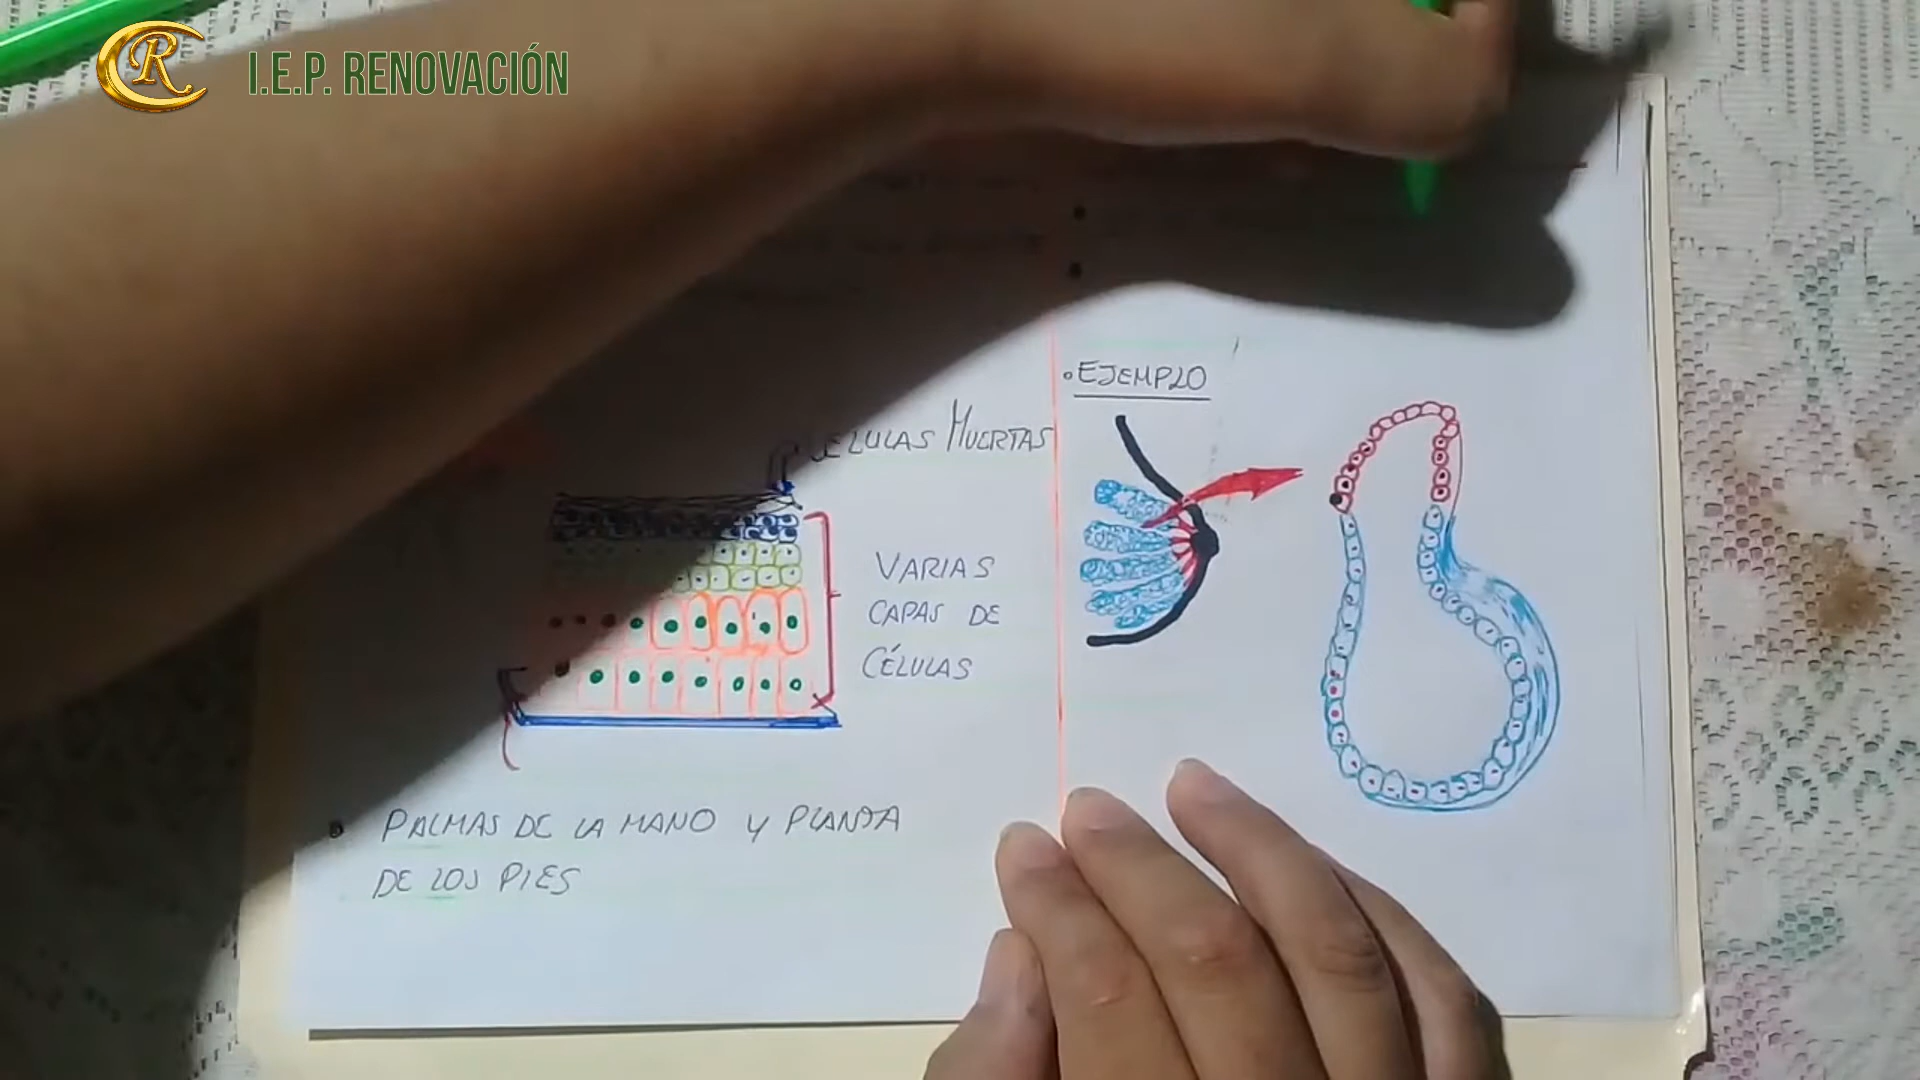 I.E.P. RENOVACIÓN
CÉLULAS MUERTAS
VARIAS
CAPAS DE
CÉLULAS
PALMAS DE LA MANO Y PLANTA
DE LOS PIES
• EJEMPLO